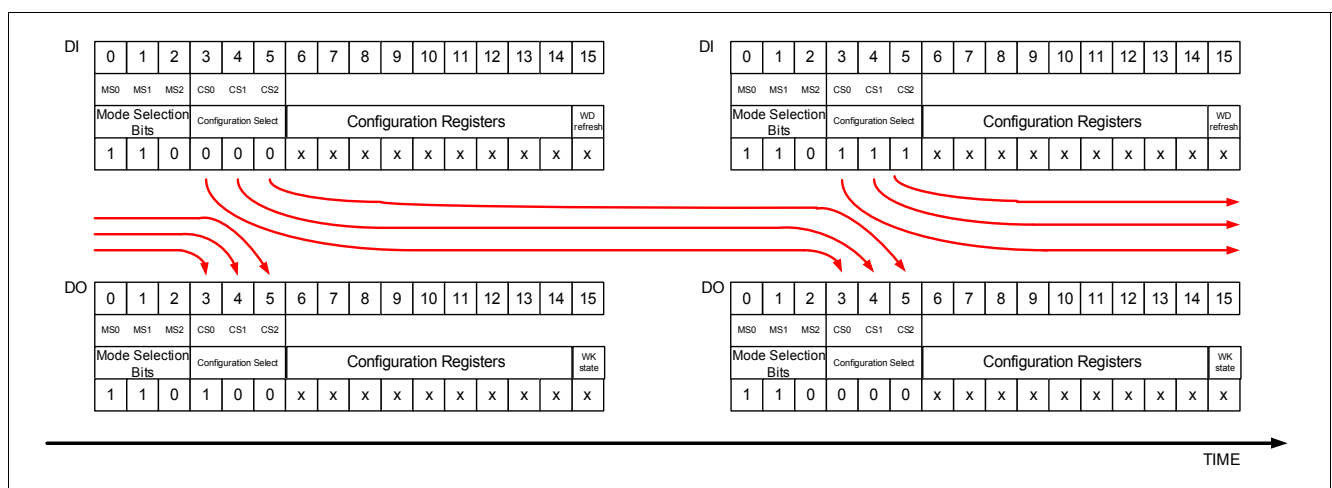 DI 0 1 2 3 4 5 6 7 8 9 10 11 12 13 14 15
MS0 MS1 MS2 CS0 CS1 CS2
Mode Selection Bits Configuration Select Configuration Registers WD refresh
1 1 0 0 0 0 x x x x x x x x x x
DI 0 1 2 3 4 5 6 7 8 9 10 11 12 13 14 15
MS0 MS1 MS2 CS0 CS1 CS2
Mode Selection Bits Configuration Select Configuration Registers WD refresh
1 1 0 1 1 1 x x x x x x x x x x
DO 0 1 2 3 4 5 6 7 8 9 10 11 12 13 14 15
MS0 MS1 MS2 CS0 CS1 CS2
Mode Selection Bits Configuration Select Configuration Registers WK state
1 1 0 1 0 0 x x x x x x x x x x
DO 0 1 2 3 4 5 6 7 8 9 10 11 12 13 14 15
MS0 MS1 MS2 CS0 CS1 CS2
Mode Selection Bits Configuration Select Configuration Registers WK state
1 1 0 0 0 0 x x x x x x x x x x
TIME